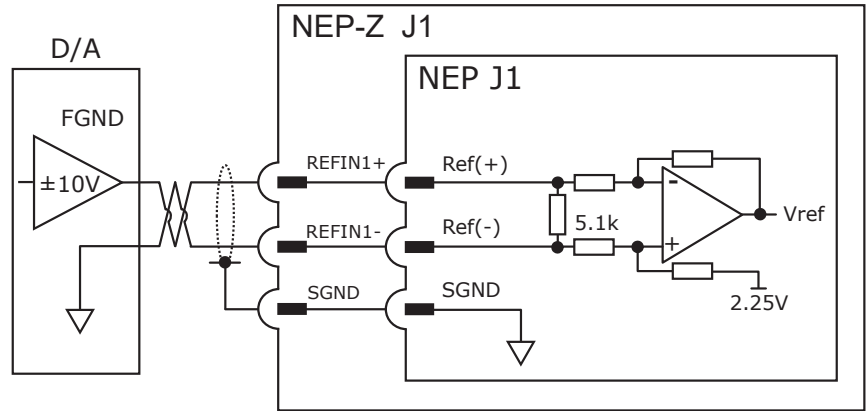 NEP-Z J1
D/A
NEP J1
FGND
±10V
REFIN1+
Ref(+)
-
5.1k
Vref
REFIN1-
Ref(-)
+
2.25V
SGND
SGND